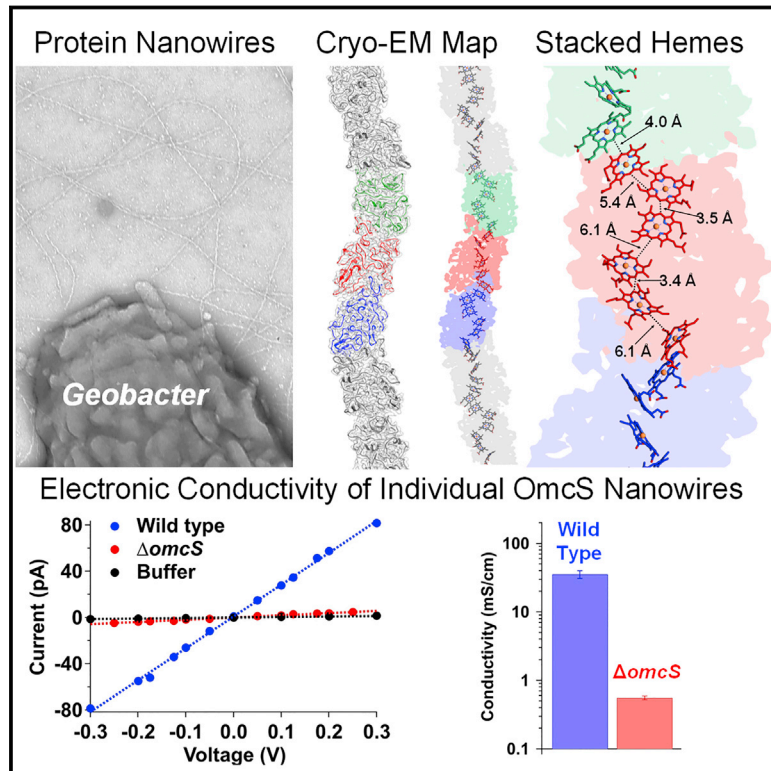 Protein Nanowires
Cryo-EM Map
Stacked Hemes
Geobacter
4.0 Å
5.4 Å
3.5 Å
6.1 Å
3.4 Å
6.1 Å
Electronic Conductivity of Individual OmcS Nanowires
Current (pA)
80
40
0
-40
-80
Wild type
ΔomcS
Buffer
-0.3
-0.2
-0.1
0.0
0.1
0.2
0.3
Voltage (V)
Conductivity (mS/cm)
100
10
1
0.1
Wild
Type
ΔomcS